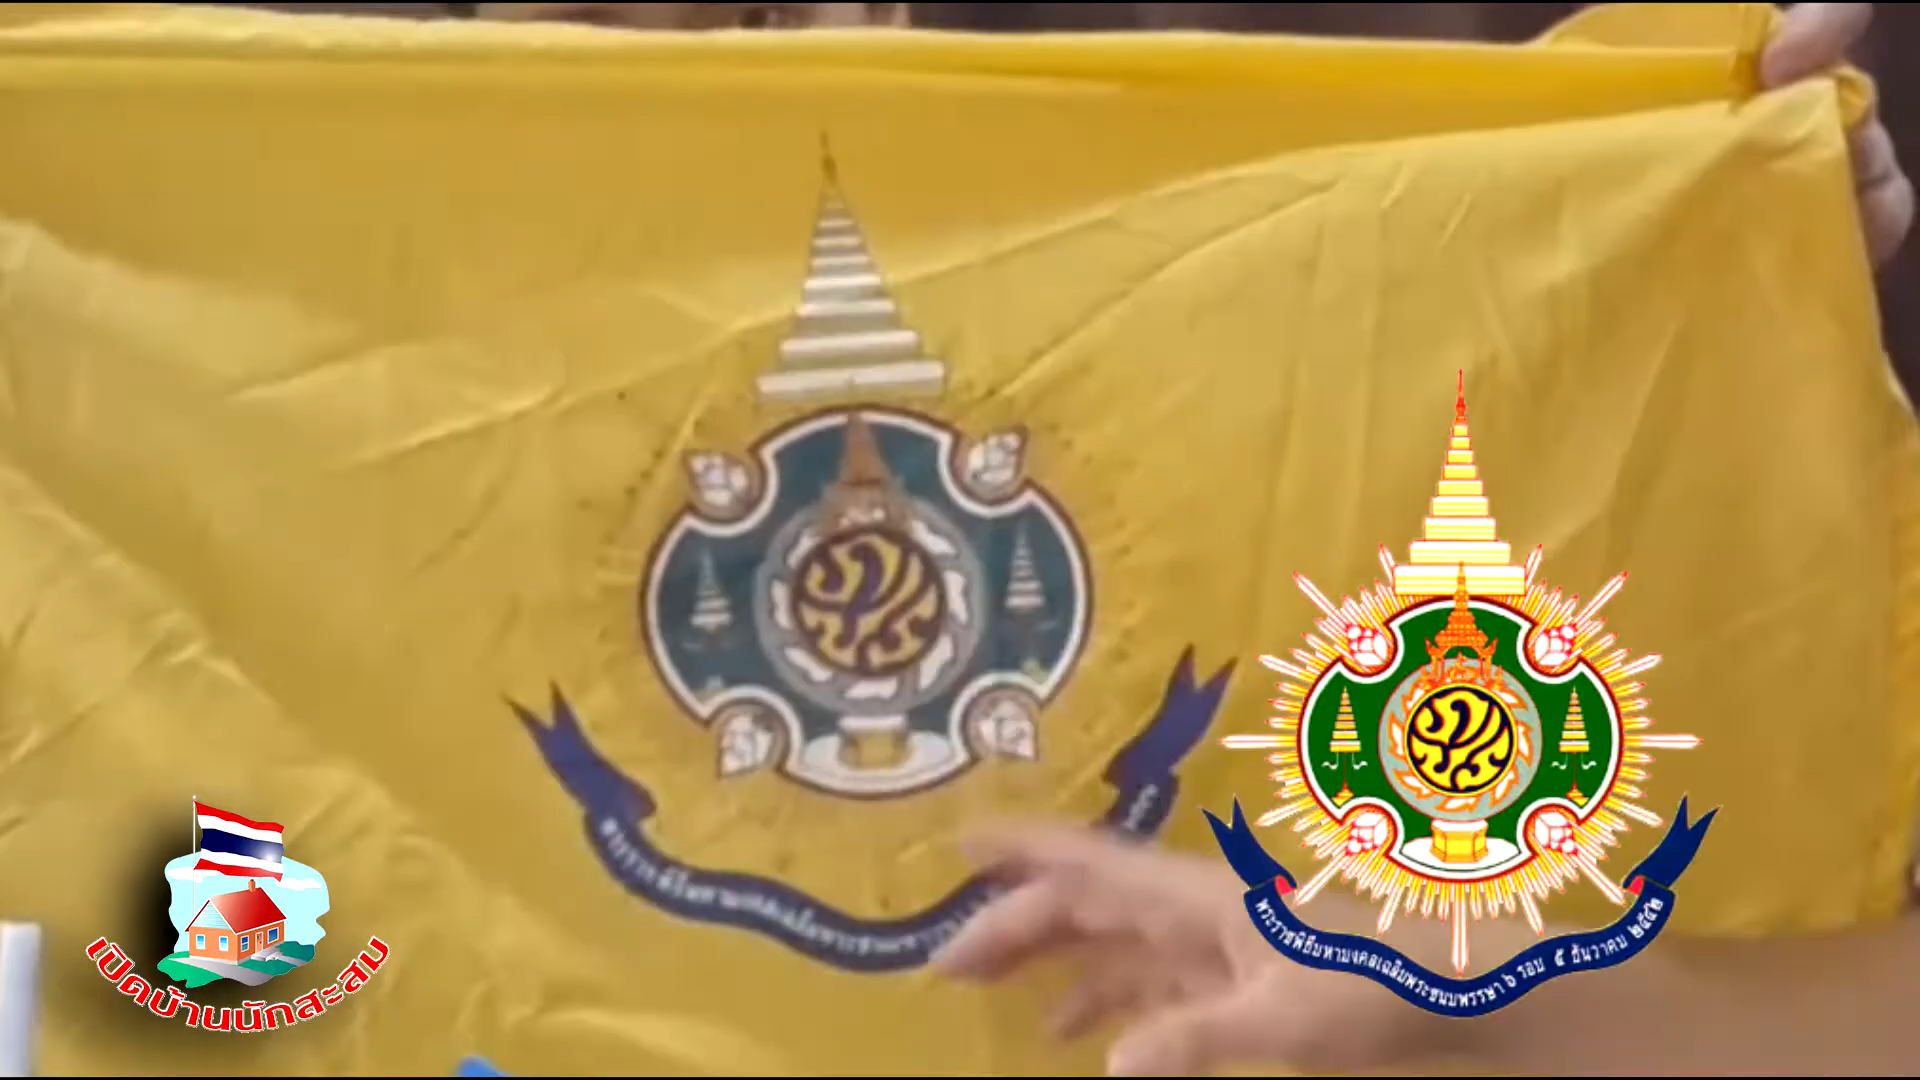 พระราชพิธีมหามงคลเฉลิมพระชนมพรรษา ๖ รอบ ๕ ธันวาคม ๒๕๔๒
เปิดบ้านนักสะสม